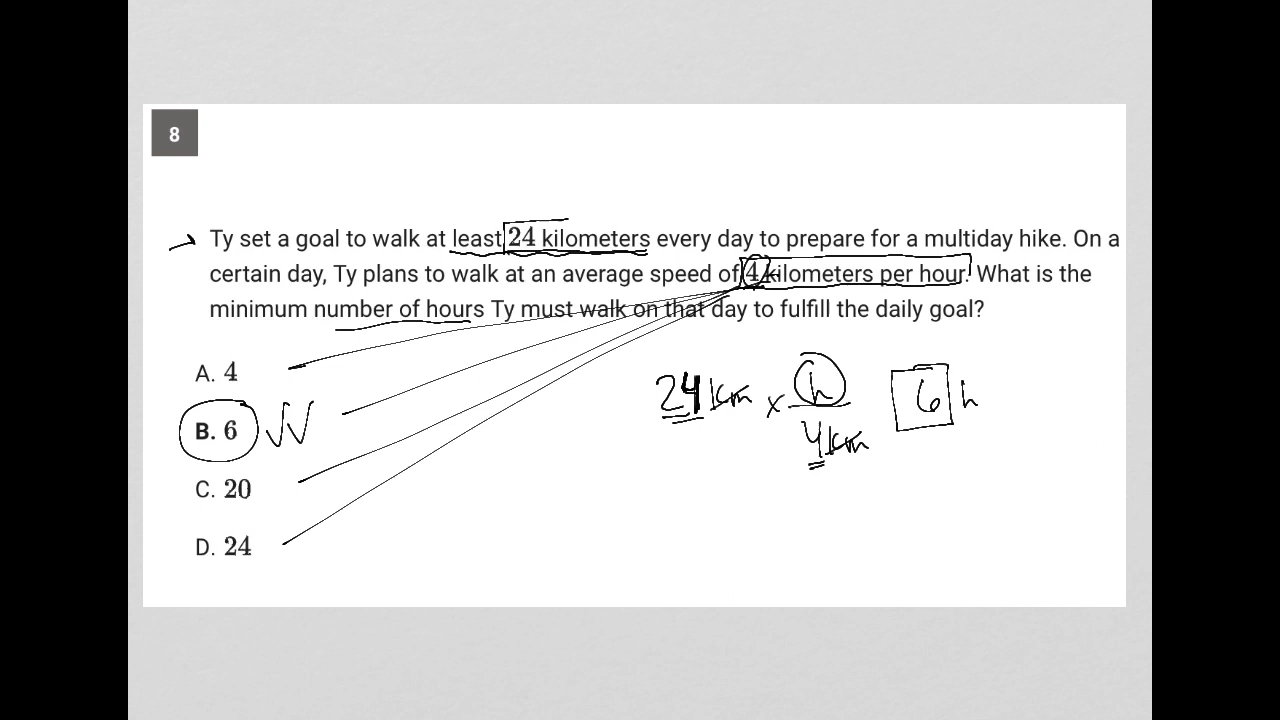 8
Ty set a goal to walk at least 24 kilometers every day to prepare for a multiday hike. On a
certain day, Ty plans to walk at an average speed of 4 kilometers per hour. What is the
minimum number of hours Ty must walk on that day to fulfill the daily goal?
A. 4
B. 6
C. 20
D. 24
24 km × h 6 h
4 km